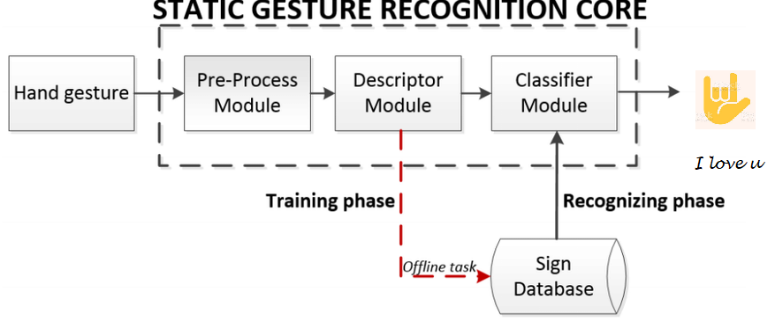 STATIC GESTURE RECOGNITION CORE
Hand gesture
Pre-Process
Module
Descriptor
Module
Classifier
Module
I love u
Training phase
Recognizing phase
Offline task
Sign
Database